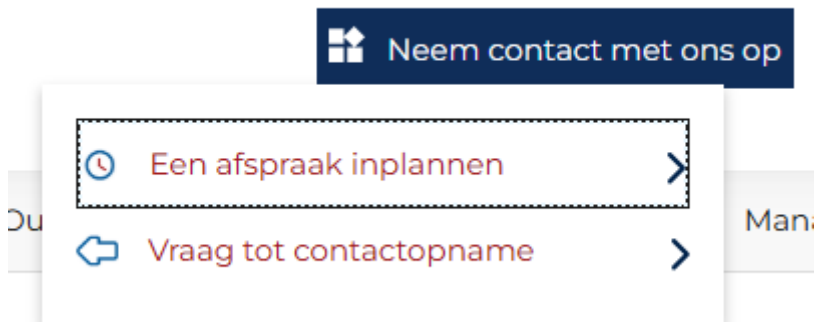 Neem contact met ons op
Een afspraak inplannen
Vraag tot contactopname